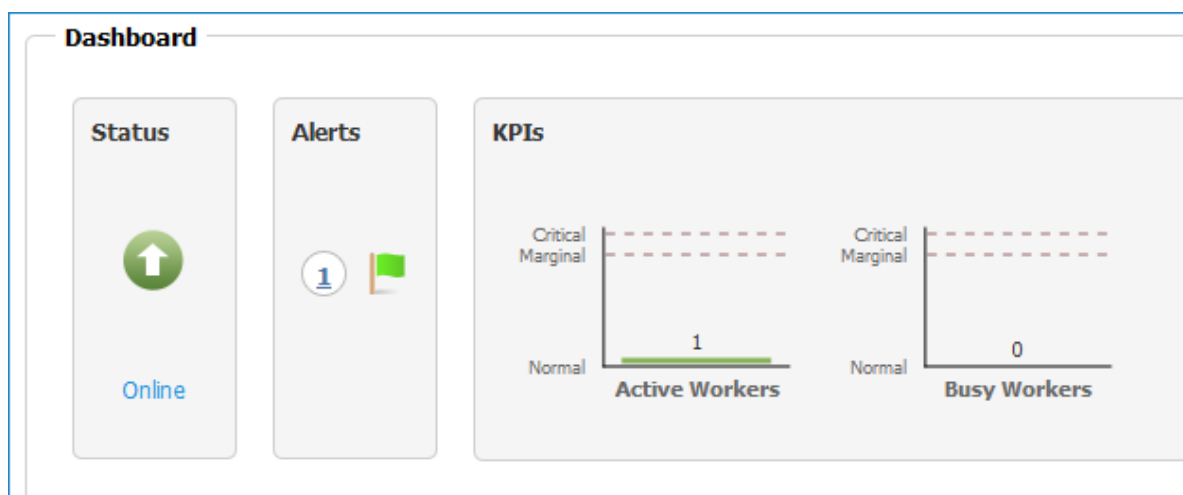 Dashboard
Status
Alerts
KPIs
Critical
Marginal
Normal
1
Active Workers
Critical
Marginal
Normal
0
Busy Workers
1
Online